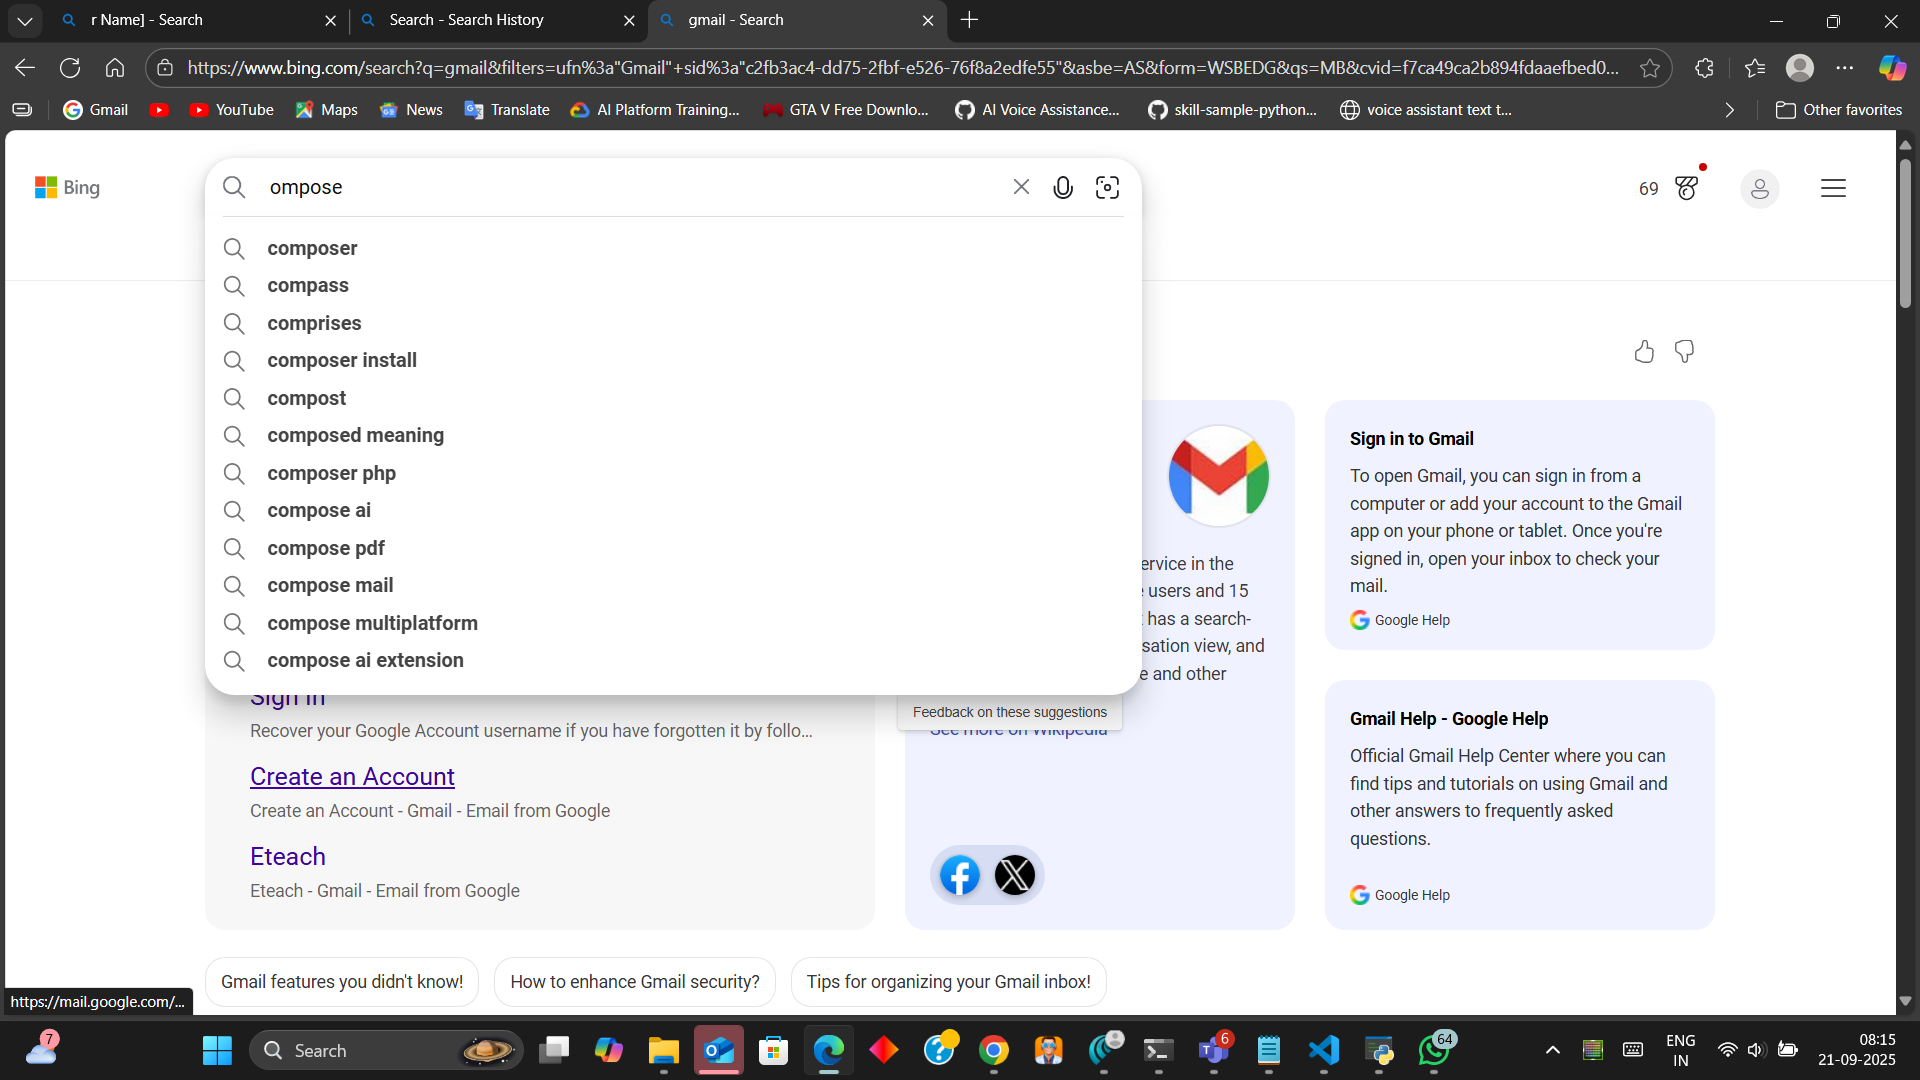 r Name] - Search
Search - Search History
gmail - Search
https://www.bing.com/search?q=gmail&filters=ufn%3a"Gmail"+sid%3a"c2fb3ac4-dd75-2fbf-e526-76f8a2edfe55"&asbe=AS&form=WSBEDG&qs=MB&cvid=f7ca49ca2b894fdaaefbed0...
Gmail
YouTube
Maps
News
Translate
AI Platform Training...
GTA V Free Downlo...
AI Voice Assistance...
skill-sample-python...
voice assistant text t...
Other favorites
Bing
ompose
69
composer
compass
comprises
composer install
compost
composed meaning
composer php
compose ai
compose pdf
compose mail
compose multiplatform
compose ai extension
Feedback on these suggestions
Sign in
Recover your Google Account username if you have forgotten it by follo...
Create an Account
Create an Account - Gmail - Email from Google
Eteach
Eteach - Gmail - Email from Google
ervice in the
users and 15
has a search-
sation view, and
e and other
See more on Wikipedia
Sign in to Gmail
To open Gmail, you can sign in from a
computer or add your account to the Gmail
app on your phone or tablet. Once you're
signed in, open your inbox to check your
mail.
Google Help
Gmail Help - Google Help
Official Gmail Help Center where you can
find tips and tutorials on using Gmail and
other answers to frequently asked
questions.
Google Help
Gmail features you didn't know!
How to enhance Gmail security?
Tips for organizing your Gmail inbox!
https://mail.google.com/...
7
Search
6
64
ENG
IN
08:15
21-09-2025